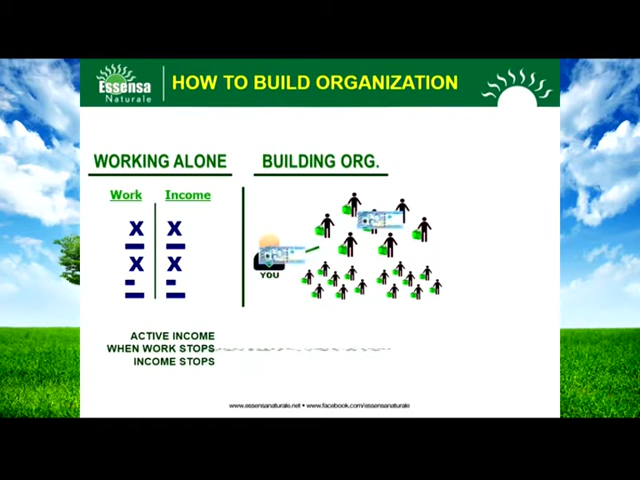 Essensa
Naturale
HOW TO BUILD ORGANIZATION
WORKING ALONE
BUILDING ORG.
Work Income
X X
X X
- -
YOU
ACTIVE INCOME
WHEN WORK STOPS
INCOME STOPS
www.essensanaturale.net • www.facebook.com/essensanaturale